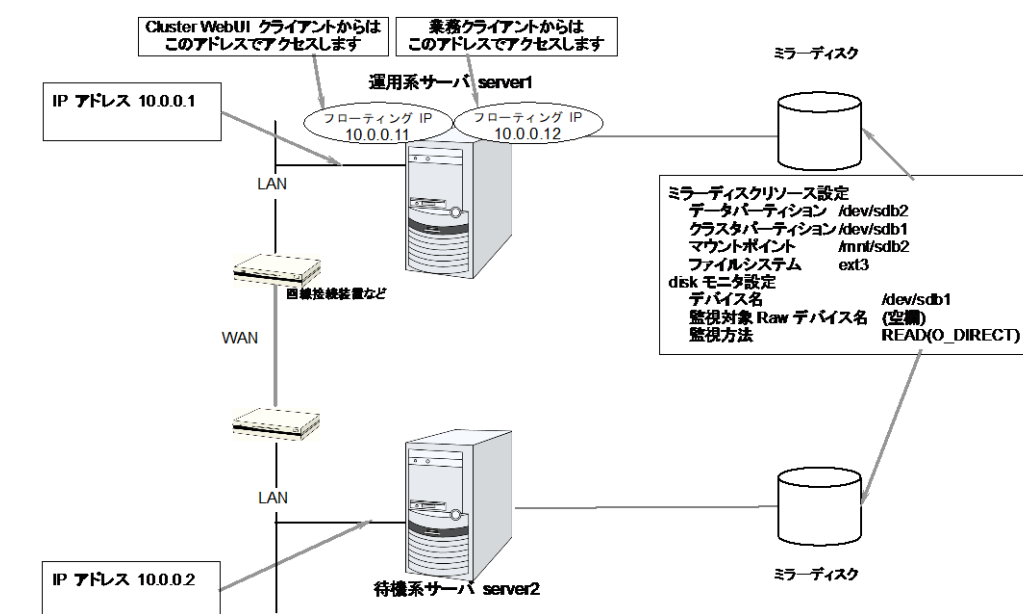 Cluster WebUI クライアントからは
このアドレスでアクセスします
業務クライアントからは
このアドレスでアクセスします
ミラーディスク
運用系サーバ server1
IP アドレス 10.0.0.1
フローティング IP
10.0.0.11
フローティング IP
10.0.0.12
LAN
ミラーディスクリソース設定
データパーティション /dev/sdb2
クラスタパーティション /dev/sdb1
マウントポイント /mnt/sdb2
ファイルシステム ext3
disk モニタ設定
デバイス名 /dev/sdb1
監視対象 Raw デバイス名 (空欄)
監視方法 READ(O_DIRECT)
回線接続装置など
WAN
LAN
IP アドレス 10.0.0.2
待機系サーバ server2
ミラーディスク